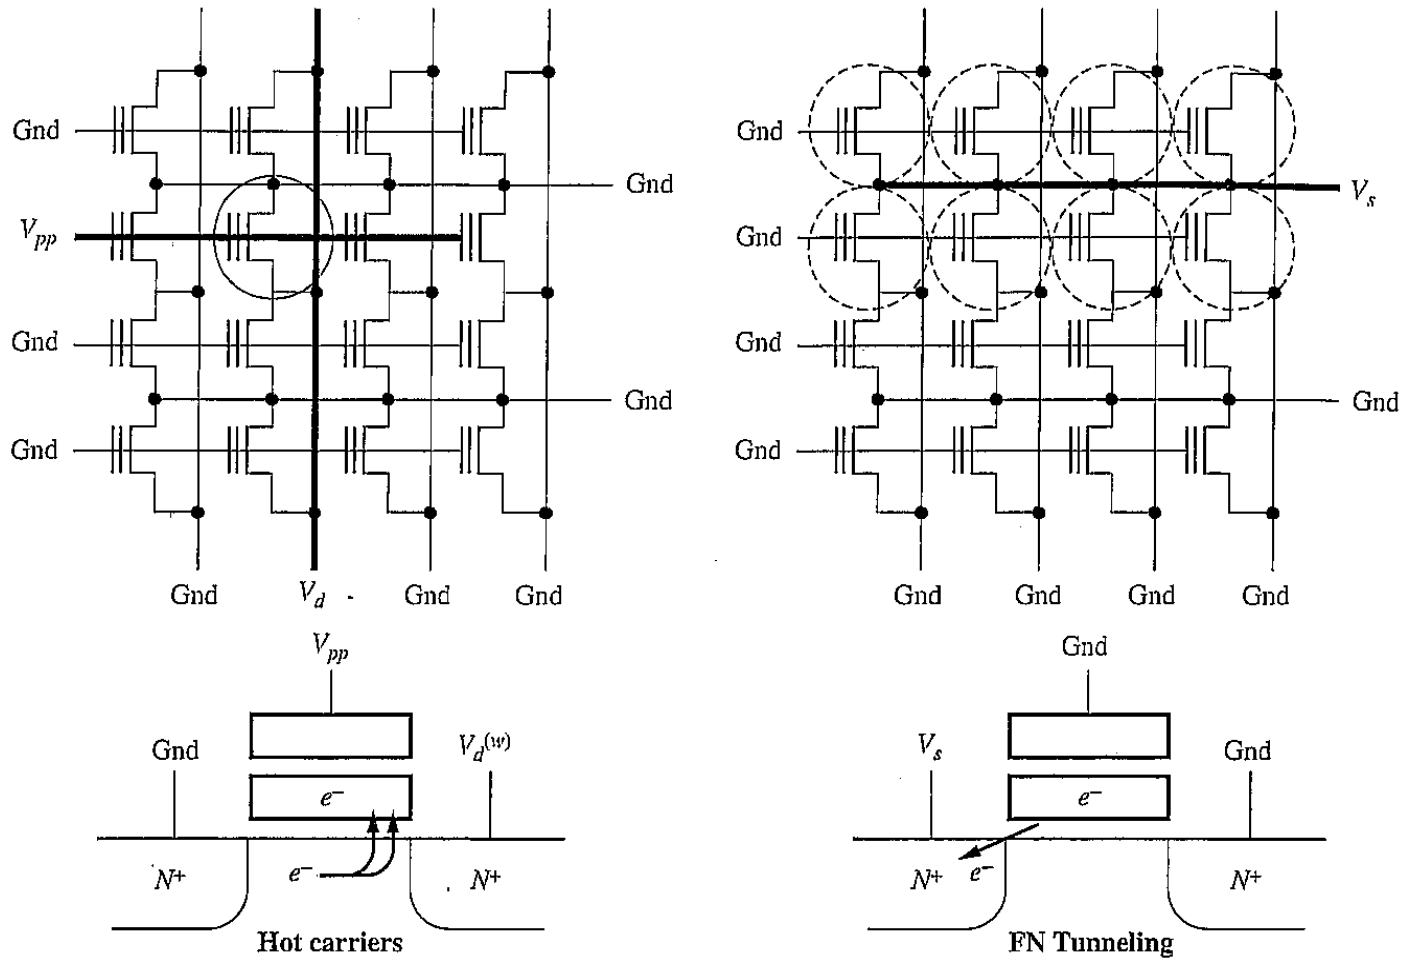 Gnd
Gnd
V_pp
Gnd
Gnd
Gnd
Gnd V_d Gnd Gnd
Gnd
V_s
Gnd
Gnd
Gnd
Gnd
Gnd Gnd Gnd Gnd
V_pp
Gnd
V_d^(w)
e⁻
e⁻
N⁺
N⁺
Hot carriers
Gnd
V_s
Gnd
e⁻
N⁺
e⁻
N⁺
FN Tunneling